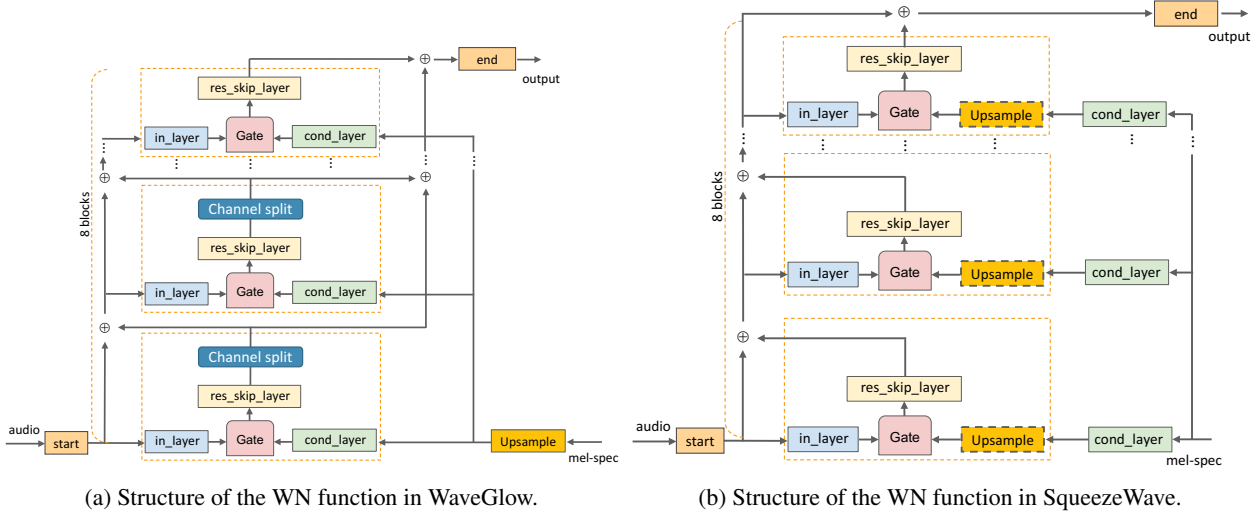 end
output
res_skip_layer
in_layer
Gate
cond_layer
8 blocks
Channel split
res_skip_layer
in_layer
Gate
cond_layer
Channel split
res_skip_layer
audio
start
in_layer
Gate
cond_layer
Upsample
mel-spec
(a) Structure of the WN function in WaveGlow.
end
output
res_skip_layer
in_layer
Gate
Upsample
cond_layer
8 blocks
res_skip_layer
in_layer
Gate
Upsample
cond_layer
res_skip_layer
audio
start
in_layer
Gate
Upsample
cond_layer
mel-spec
(b) Structure of the WN function in SqueezeWave.